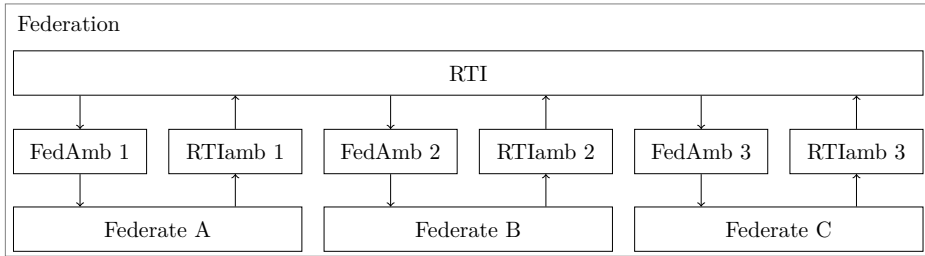 Federation
RTI
FedAmb 1 RTIamb 1 FedAmb 2 RTIamb 2 FedAmb 3 RTIamb 3
Federate A Federate B Federate C